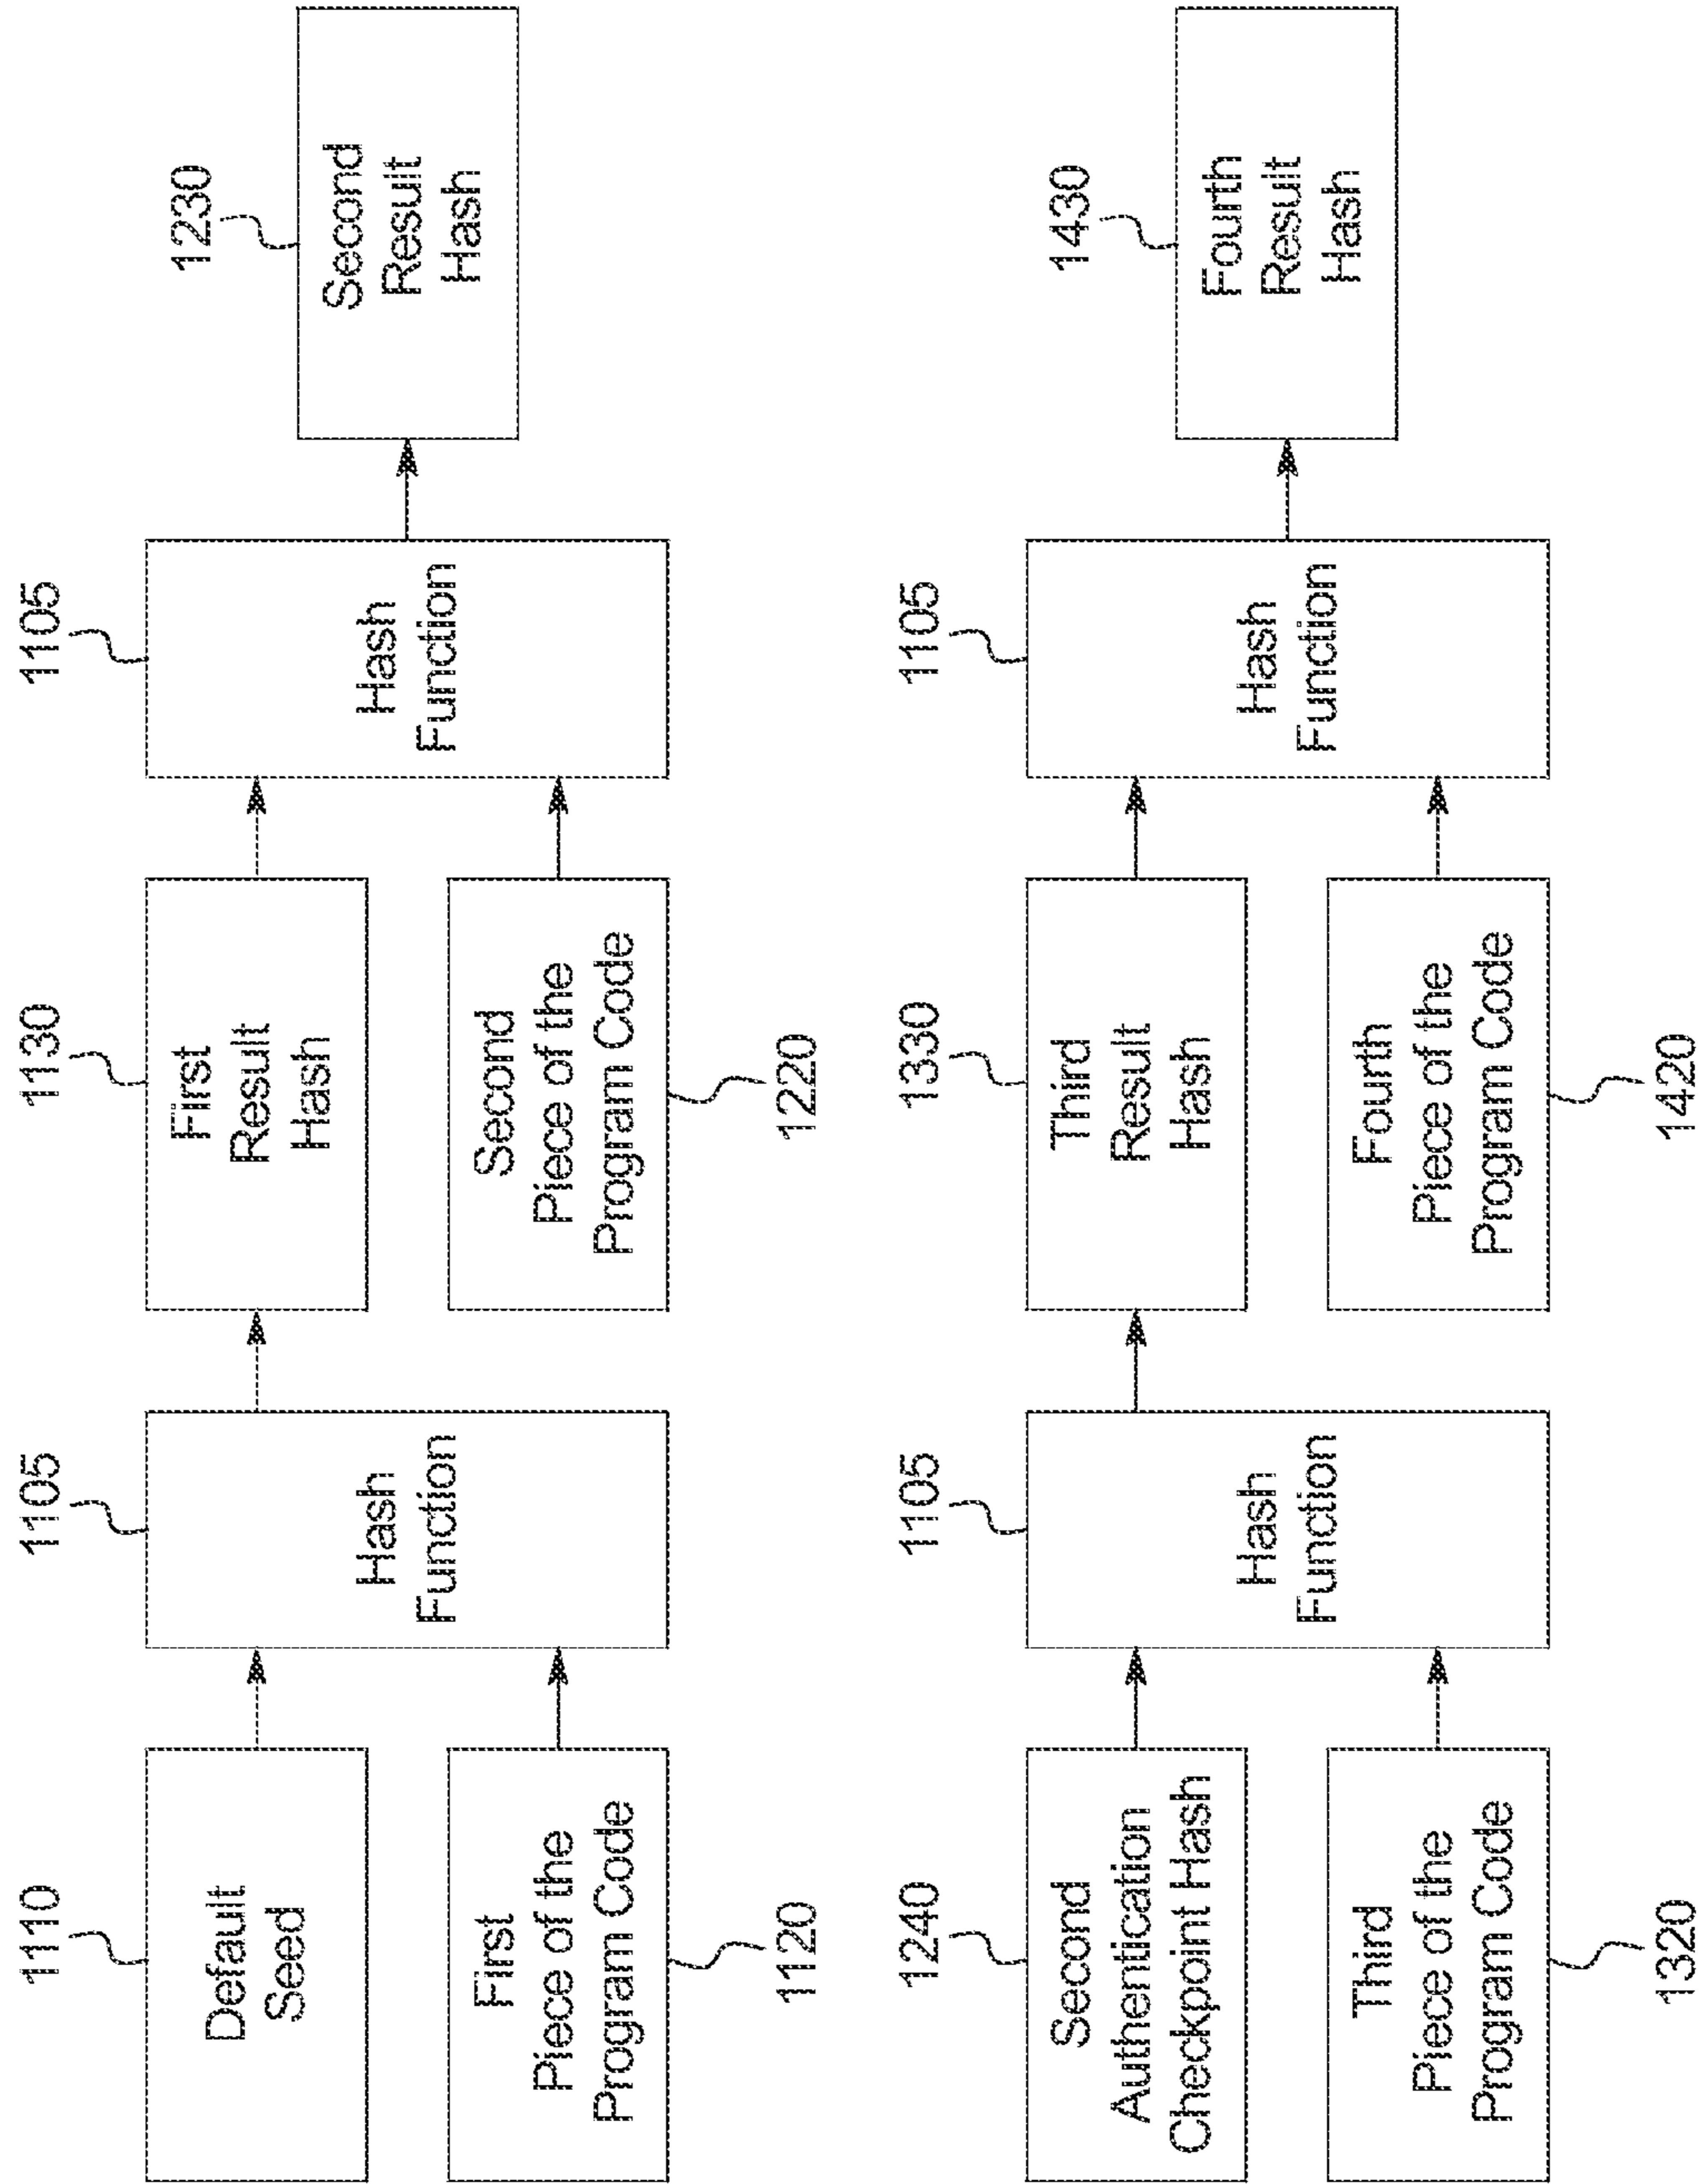 1110
Default
Seed
First
Piece of the
Program Code
1120
1105
Hash
Function
1130
First
Result
Hash
Second
Piece of the
Program Code
1220
1105
Hash
Function
1230
Second
Result
Hash
1240
Second
Authentication
Checkpoint Hash
Third
Piece of the
Program Code
1320
1105
Hash
Function
1330
Third
Result
Hash
Fourth
Piece of the
Program Code
1420
1105
Hash
Function
1430
Fourth
Result
Hash